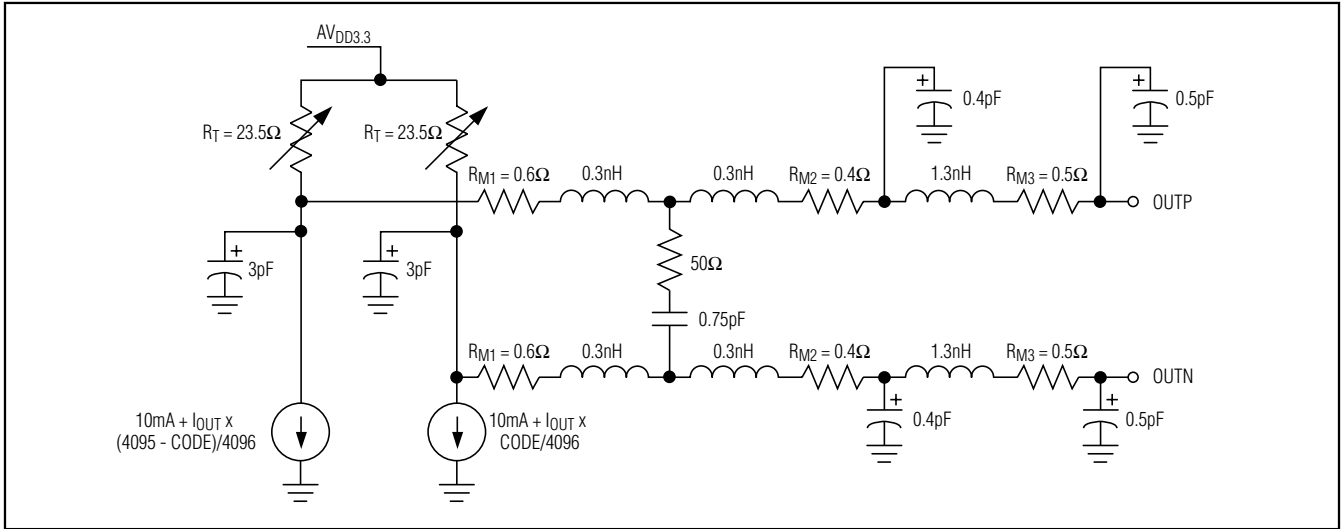 AVDD3.3
0.4pF
0.5pF
RT = 23.5Ω
RT = 23.5Ω
RM1 = 0.6Ω
0.3nH
0.3nH
RM2 = 0.4Ω
1.3nH
RM3 = 0.5Ω
OUTP
3pF
3pF
50Ω
0.75pF
RM1 = 0.6Ω
0.3nH
0.3nH
RM2 = 0.4Ω
1.3nH
RM3 = 0.5Ω
OUTN
10mA + IOUT x
(4095 - CODE)/4096
10mA + IOUT x
CODE/4096
0.4pF
0.5pF